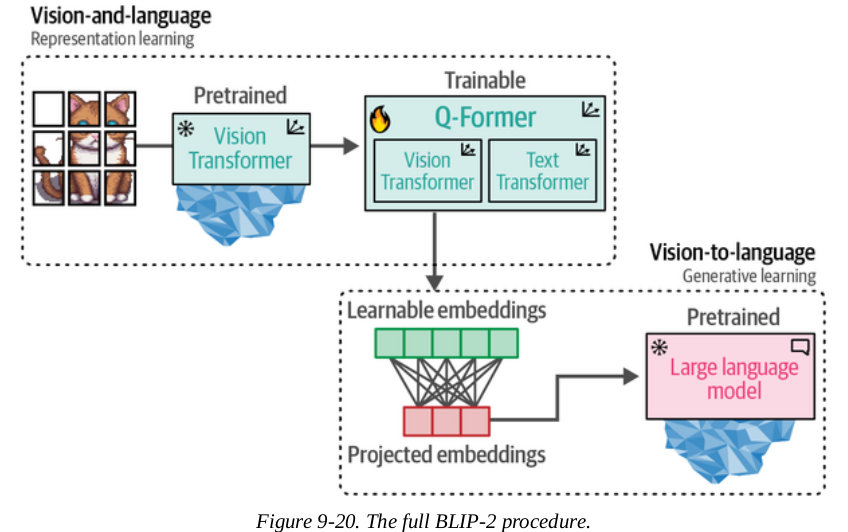 Vision-and-language
Representation learning
Pretrained
Vision
Transformer
Trainable
Q-Former
Vision
Transformer
Text
Transformer
Vision-to-language
Generative learning
Learnable embeddings
Projected embeddings
Pretrained
Large language
model
Figure 9-20. The full BLIP-2 procedure.